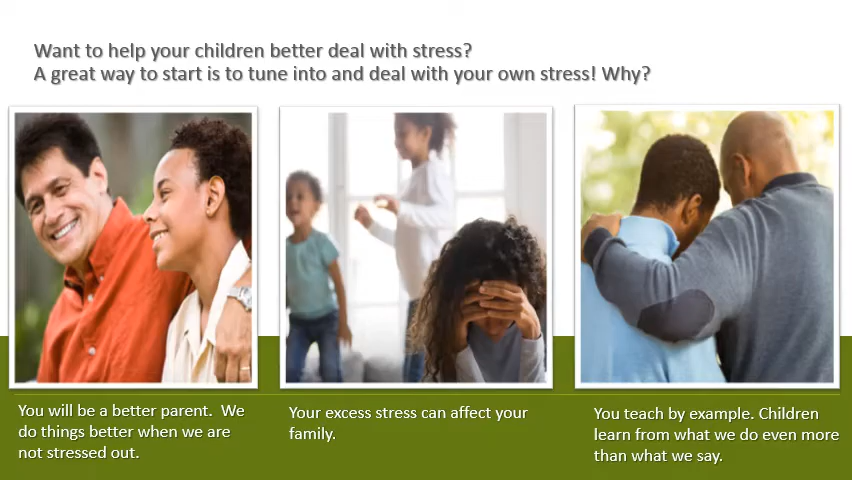 Want to help your children better deal with stress?
A great way to start is to tune into and deal with your own stress! Why?
You will be a better parent.  We
do things better when we are
not stressed out.
Your excess stress can affect your
family.
You teach by example. Children
learn from what we do even more
than what we say.